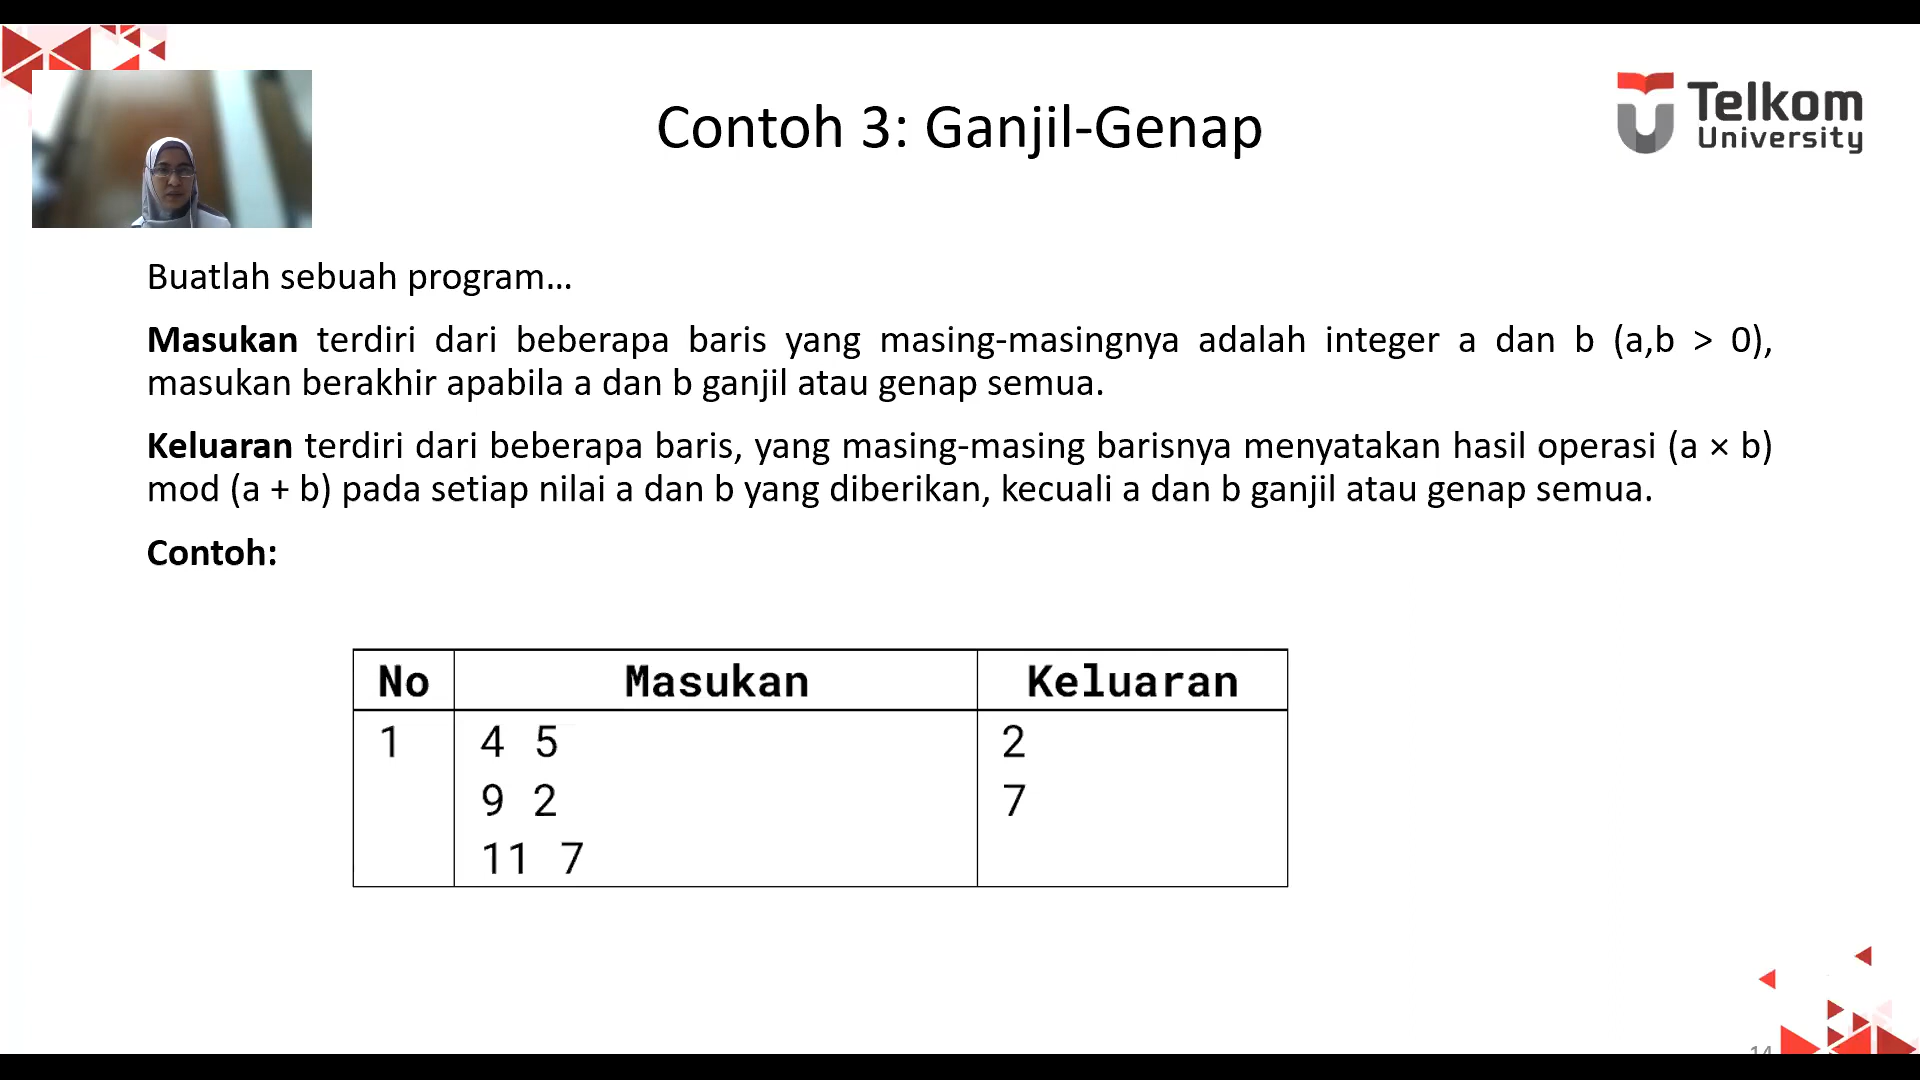 Contoh 3: Ganjil-Genap
Telkom
University
Buatlah sebuah program...
Masukan terdiri dari beberapa baris yang masing-masingnya adalah integer a dan b (a,b > 0),
masukan berakhir apabila a dan b ganjil atau genap semua.
Keluaran terdiri dari beberapa baris, yang masing-masing barisnya menyatakan hasil operasi (a × b)
mod (a + b) pada setiap nilai a dan b yang diberikan, kecuali a dan b ganjil atau genap semua.
Contoh:
No Masukan Keluaran
1 4 5 2
9 2 7
11 7
14